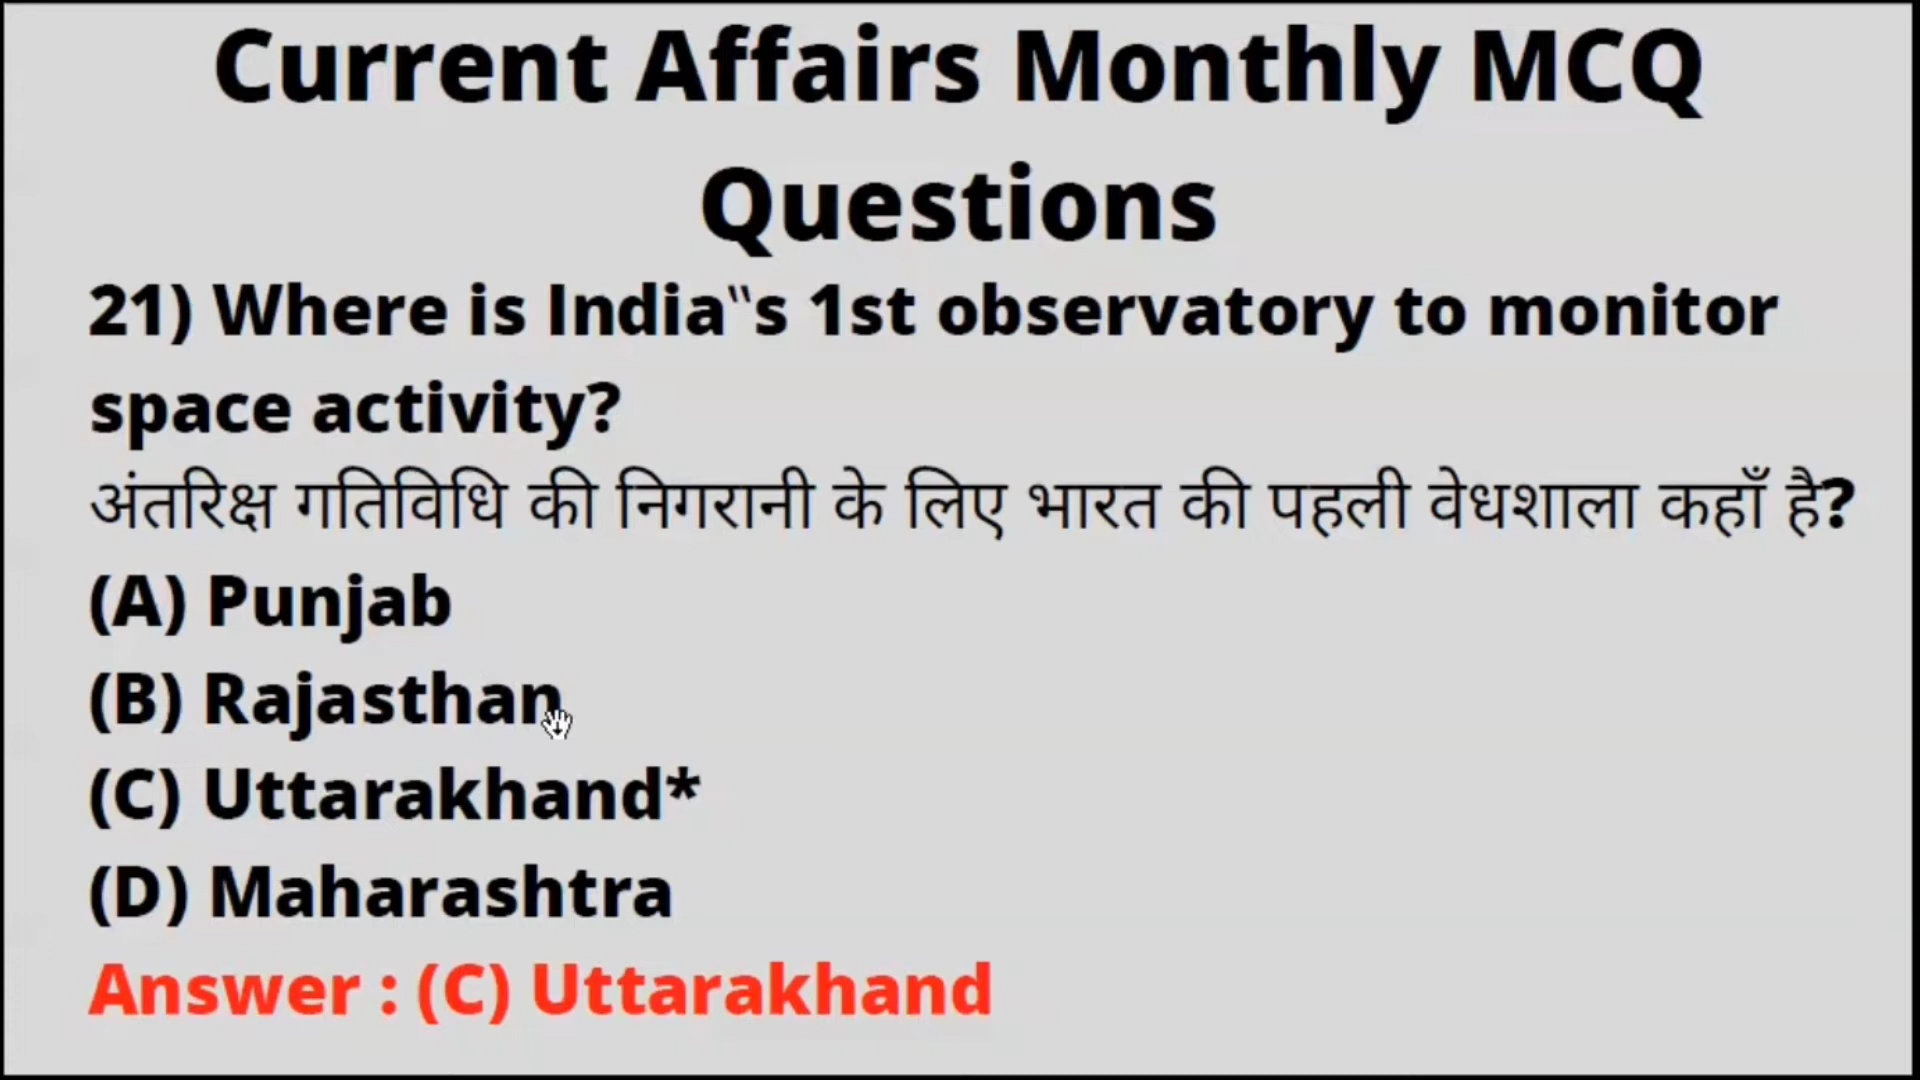 Current Affairs Monthly MCQ
Questions
21) Where is India‟s 1st observatory to monitor
space activity?
अंतरिक्ष गतिविधि की निगरानी के लिए भारत की पहली वेधशाला कहाँ है?
(A) Punjab
(B) Rajasthan
(C) Uttarakhand*
(D) Maharashtra
Answer : (C) Uttarakhand